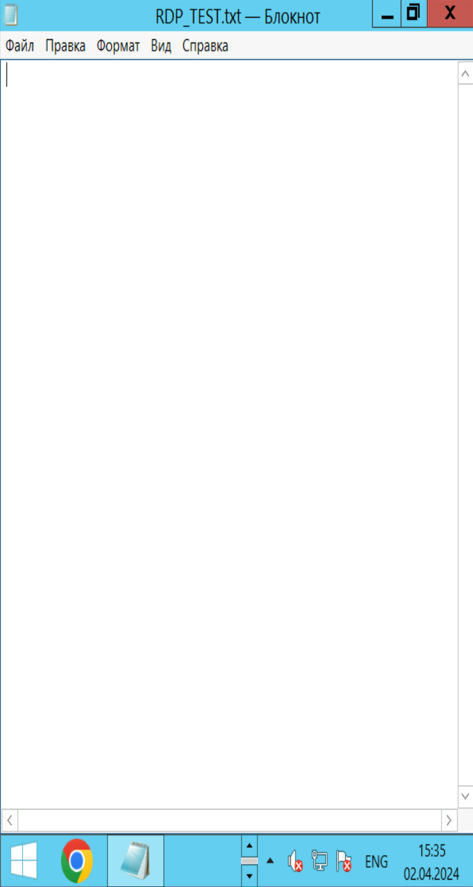 RDP_TEST.txt — Блокнот
Файл Правка Формат Вид Справка
ENG
15:35
02.04.2024